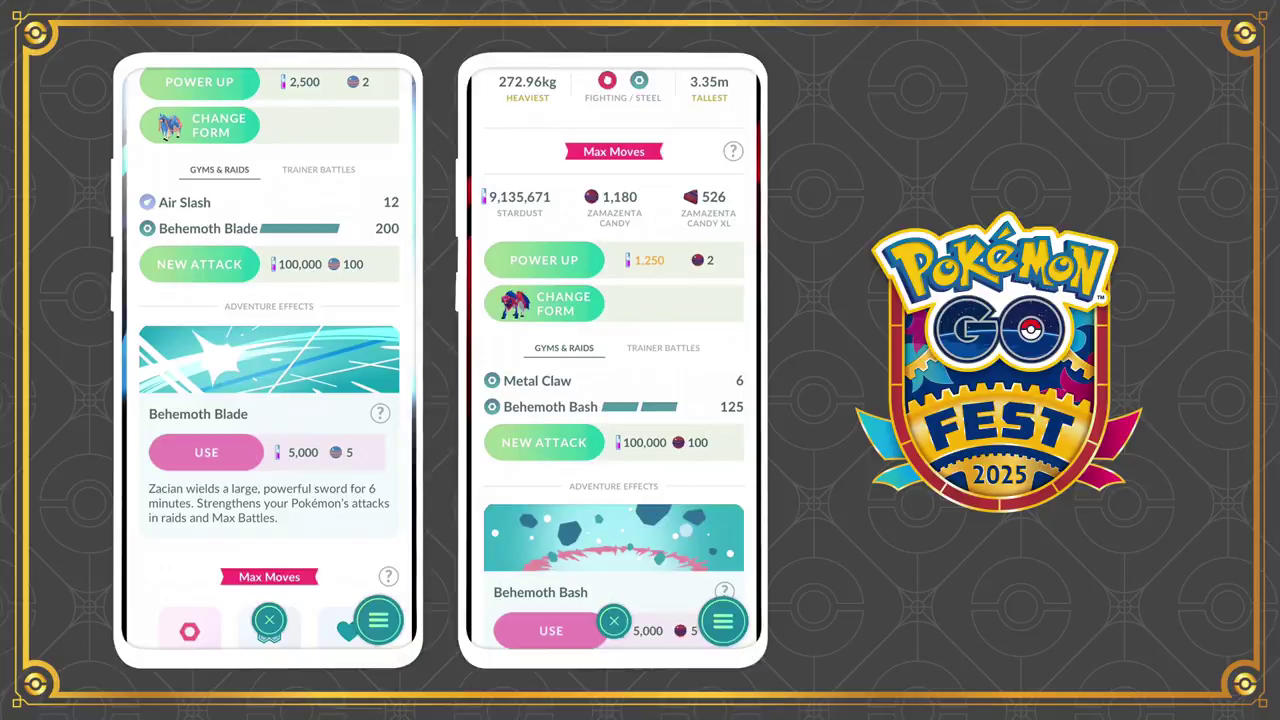 POWER UP 2,500 2
CHANGE
FORM
GYMS & RAIDS TRAINER BATTLES
Air Slash 12
Behemoth Blade 200
NEW ATTACK 100,000 100
ADVENTURE EFFECTS
Behemoth Blade ?
USE 5,000 5
Zacian wields a large, powerful sword for 6
minutes. Strengthens your Pokémon's attacks
in raids and Max Battles.
Max Moves ?
272.96kg 3.35m
HEAVIEST FIGHTING / STEEL TALLEST
Max Moves ?
9,135,671 1,180 526
STARDUST ZAMAZENTA ZAMAZENTA
CANDY CANDY XL
POWER UP 1,250 2
CHANGE
FORM
GYMS & RAIDS TRAINER BATTLES
Metal Claw 6
Behemoth Bash 125
NEW ATTACK 100,000 100
ADVENTURE EFFECTS
Behemoth Bash ?
USE 5,000 5
POKÉMON™
GO
FEST
2025